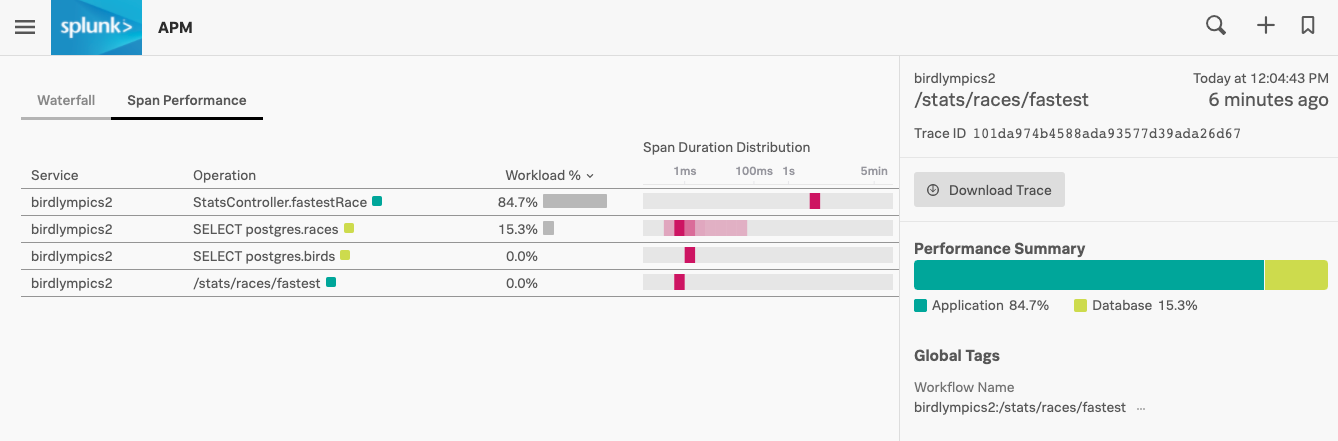 splunk> APM
Waterfall Span Performance
Span Duration Distribution
Service Operation Workload % 1ms 100ms 1s 5min
birdlympics2 StatsController.fastestRace 84.7%
birdlympics2 SELECT postgres.races 15.3%
birdlympics2 SELECT postgres.birds 0.0%
birdlympics2 /stats/races/fastest 0.0%
birdlympics2 Today at 12:04:43 PM
/stats/races/fastest 6 minutes ago
Trace ID 101da974b4588ada93577d39ada26d67
Download Trace
Performance Summary
Application 84.7% Database 15.3%
Global Tags
Workflow Name
birdlympics2:/stats/races/fastest ...